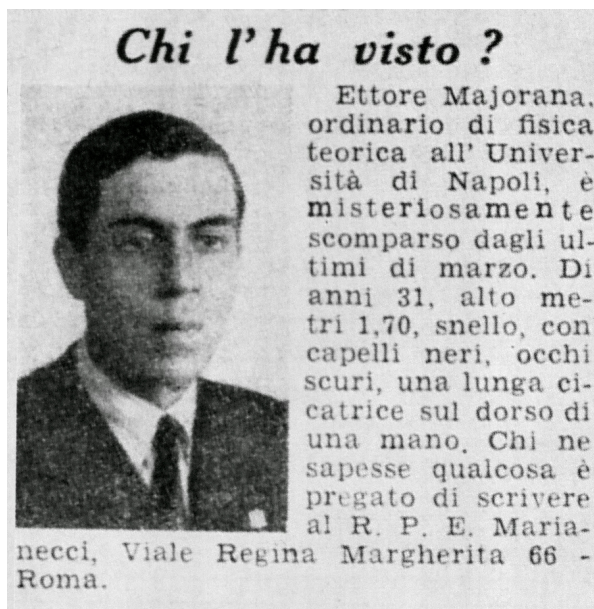 Chi l'ha visto ?
Ettore Majorana,
ordinario di fisica
teorica all' Univer-
sità di Napoli, è
misteriosamente
scomparso dagli ul-
timi di marzo. Di
anni 31, alto me-
tri 1,70, snello, con
capelli neri, occhi
scuri, una lunga ci-
catrice sul dorso di
una mano. Chi ne
sapesse qualcosa è
pregato di scrivere
al R. P. E. Maria-
necci, Viale Regina Margherita 66 -
Roma.